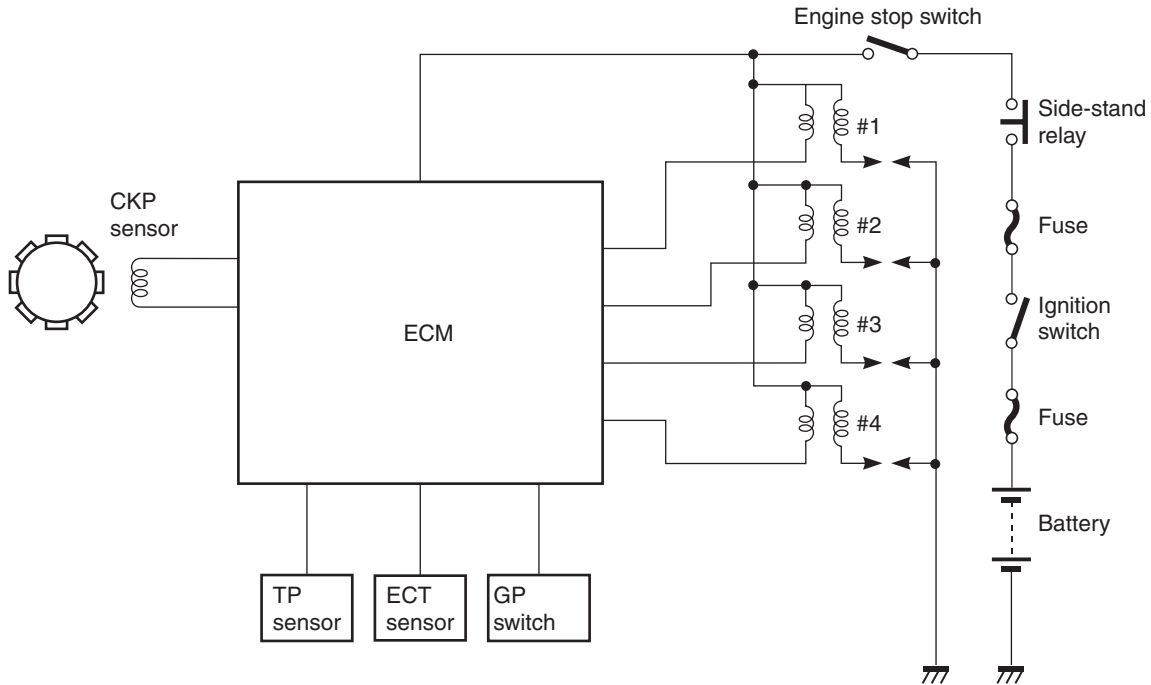 Engine stop switch
Side-stand
relay
#1
CKP
sensor
#2
Fuse
Ignition
switch
#3
ECM
#4
Fuse
Battery
TP
sensor
ECT
sensor
GP
switch